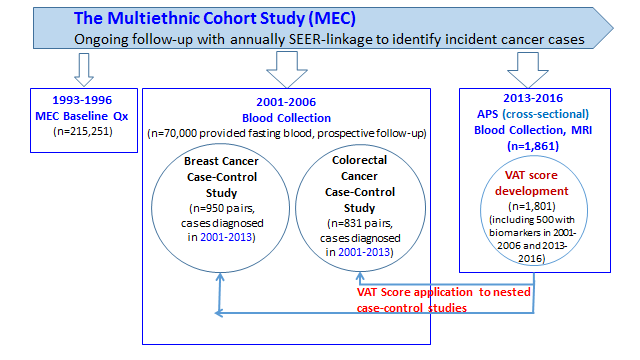 The Multiethnic Cohort Study (MEC)
Ongoing follow-up with annually SEER-linkage to identify incident cancer cases
1993-1996
MEC Baseline Qx
(n=215,251)
2001-2006
Blood Collection
(n=70,000 provided fasting blood, prospective follow-up)
Breast Cancer
Case-Control
Study
(n=950 pairs,
cases diagnosed
in 2001-2013)
Colorectal
Cancer
Case-Control
Study
(n=831 pairs,
cases diagnosed
in 2001-2013)
2013-2016
APS (cross-sectional)
Blood Collection, MRI
(n=1,861)
VAT score
development
(n=1,801)
(including 500 with
biomarkers in 2001-
2006 and 2013-
2016)
VAT Score application to nested
case-control studies